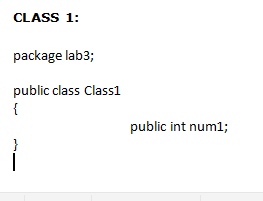 CLASS 1:
package lab3;
public class Class1
{
public int num1;
}